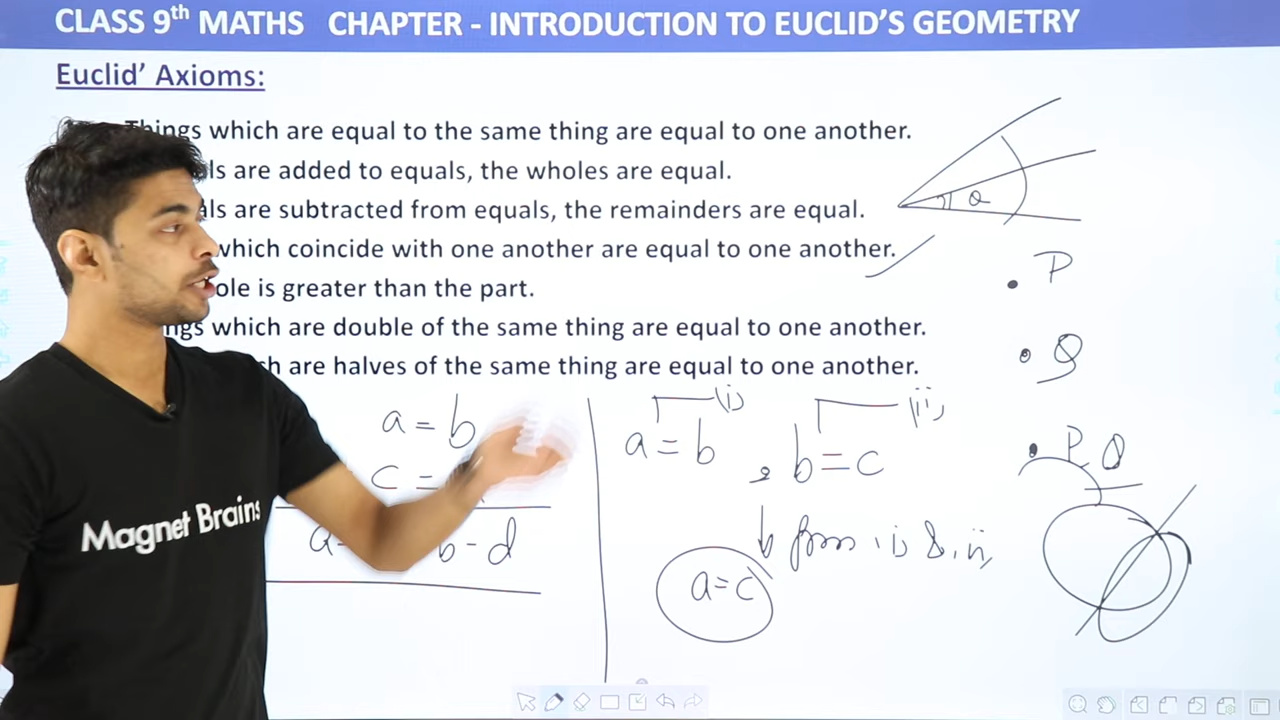 CLASS 9th MATHS CHAPTER - INTRODUCTION TO EUCLID'S GEOMETRY
Euclid' Axioms:
Things which are equal to the same thing are equal to one another.
ls are added to equals, the wholes are equal.
als are subtracted from equals, the remainders are equal.
which coincide with one another are equal to one another.
ole is greater than the part.
ngs which are double of the same thing are equal to one another.
h are halves of the same thing are equal to one another.
Q
P
Q
P, Q
a = b
c =
a- b-d
(i)
a = b , b = c
(ii)
from (i) & (ii)
a=c
Magnet Brains